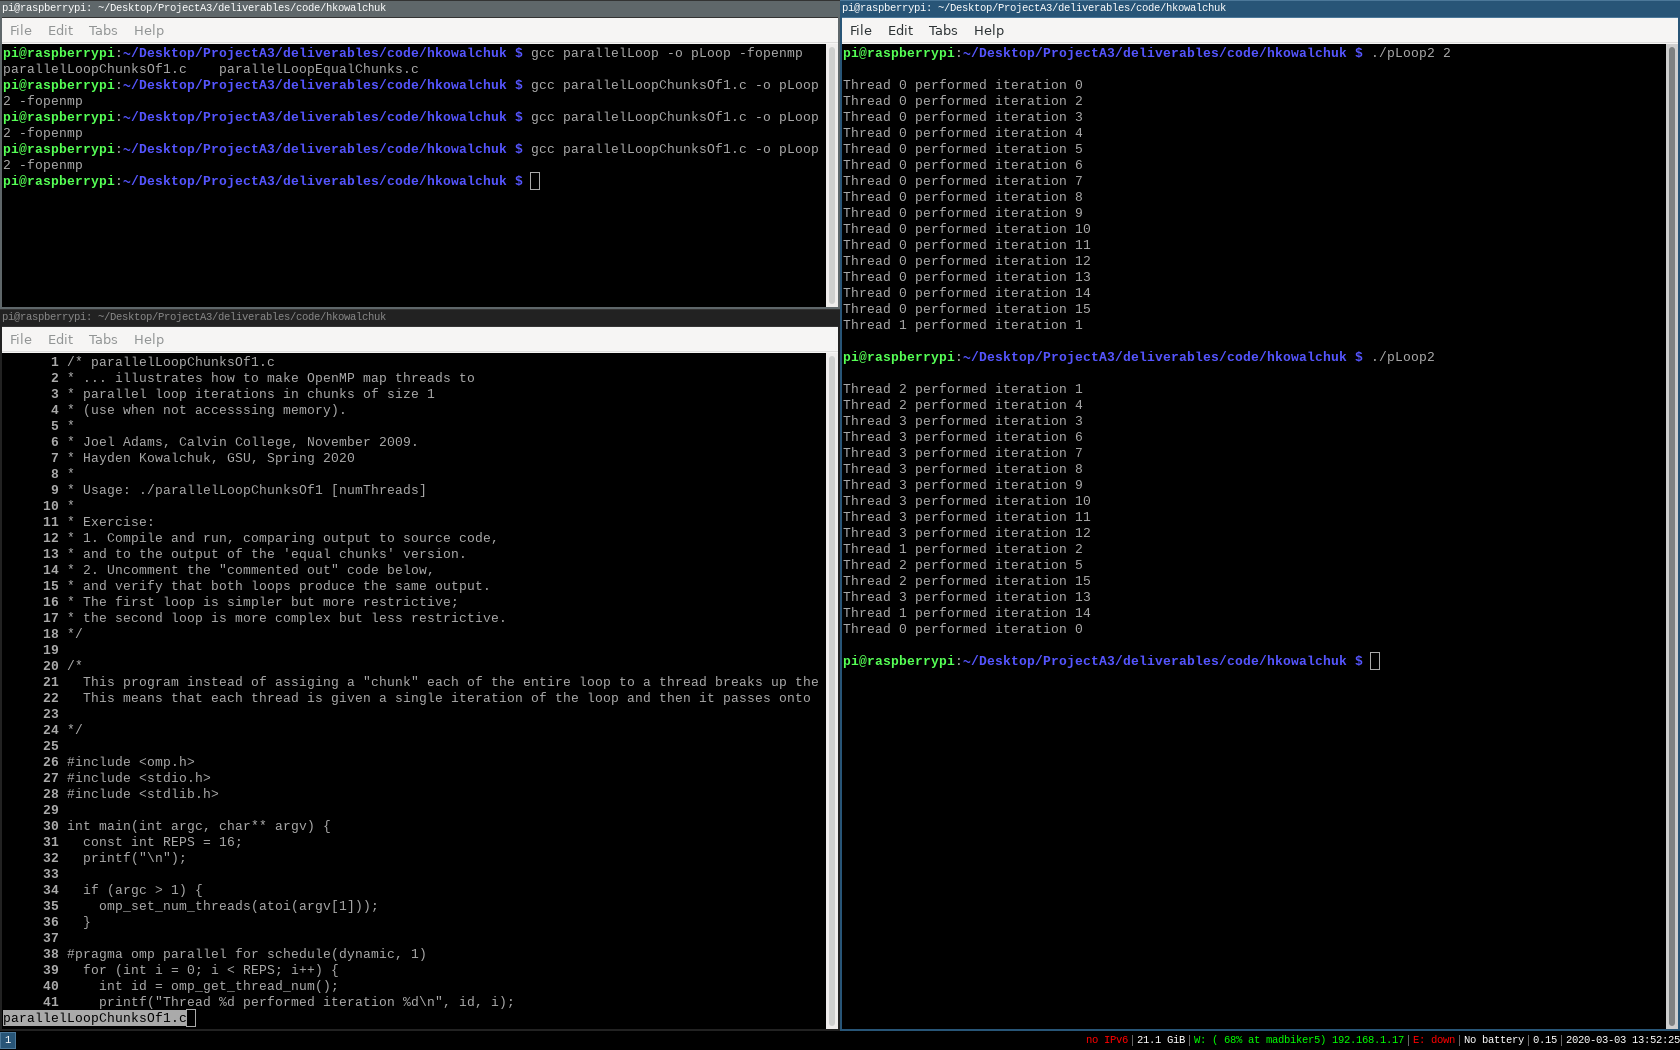 pi@raspberrypi: ~/Desktop/ProjectA3/deliverables/code/hkowalchuk
File Edit Tabs Help
pi@raspberrypi:~/Desktop/ProjectA3/deliverables/code/hkowalchuk $ gcc parallelLoop -o pLoop -fopenmp
parallelLoopChunksOf1.c    parallelLoopEqualChunks.c
pi@raspberrypi:~/Desktop/ProjectA3/deliverables/code/hkowalchuk $ gcc parallelLoopChunksOf1.c -o pLoop
2 -fopenmp
pi@raspberrypi:~/Desktop/ProjectA3/deliverables/code/hkowalchuk $ gcc parallelLoopChunksOf1.c -o pLoop
2 -fopenmp
pi@raspberrypi:~/Desktop/ProjectA3/deliverables/code/hkowalchuk $ gcc parallelLoopChunksOf1.c -o pLoop
2 -fopenmp
pi@raspberrypi:~/Desktop/ProjectA3/deliverables/code/hkowalchuk $
pi@raspberrypi: ~/Desktop/ProjectA3/deliverables/code/hkowalchuk
File Edit Tabs Help
1 /* parallelLoopChunksOf1.c
2 * ... illustrates how to make OpenMP map threads to
3 * parallel loop iterations in chunks of size 1
4 * (use when not accesssing memory).
5 *
6 * Joel Adams, Calvin College, November 2009.
7 * Hayden Kowalchuk, GSU, Spring 2020
8 *
9 * Usage: ./parallelLoopChunksOf1 [numThreads]
10 *
11 * Exercise:
12 * 1. Compile and run, comparing output to source code,
13 * and to the output of the 'equal chunks' version.
14 * 2. Uncomment the "commented out" code below,
15 * and verify that both loops produce the same output.
16 * The first loop is simpler but more restrictive;
17 * the second loop is more complex but less restrictive.
18 */
19
20 /*
21   This program instead of assiging a "chunk" each of the entire loop to a thread breaks up the
22   This means that each thread is given a single iteration of the loop and then it passes onto
23
24 */
25
26 #include <omp.h>
27 #include <stdio.h>
28 #include <stdlib.h>
29
30 int main(int argc, char** argv) {
31   const int REPS = 16;
32   printf("\n");
33
34   if (argc > 1) {
35     omp_set_num_threads(atoi(argv[1]));
36   }
37
38 #pragma omp parallel for schedule(dynamic, 1)
39   for (int i = 0; i < REPS; i++) {
40     int id = omp_get_thread_num();
41     printf("Thread %d performed iteration %d\n", id, i);
parallelLoopChunksOf1.c
pi@raspberrypi: ~/Desktop/ProjectA3/deliverables/code/hkowalchuk
File Edit Tabs Help
pi@raspberrypi:~/Desktop/ProjectA3/deliverables/code/hkowalchuk $ ./pLoop2 2
Thread 0 performed iteration 0
Thread 0 performed iteration 2
Thread 0 performed iteration 3
Thread 0 performed iteration 4
Thread 0 performed iteration 5
Thread 0 performed iteration 6
Thread 0 performed iteration 7
Thread 0 performed iteration 8
Thread 0 performed iteration 9
Thread 0 performed iteration 10
Thread 0 performed iteration 11
Thread 0 performed iteration 12
Thread 0 performed iteration 13
Thread 0 performed iteration 14
Thread 0 performed iteration 15
Thread 1 performed iteration 1
pi@raspberrypi:~/Desktop/ProjectA3/deliverables/code/hkowalchuk $ ./pLoop2
Thread 2 performed iteration 1
Thread 2 performed iteration 4
Thread 3 performed iteration 3
Thread 3 performed iteration 6
Thread 3 performed iteration 7
Thread 3 performed iteration 8
Thread 3 performed iteration 9
Thread 3 performed iteration 10
Thread 3 performed iteration 11
Thread 3 performed iteration 12
Thread 1 performed iteration 2
Thread 2 performed iteration 5
Thread 2 performed iteration 15
Thread 3 performed iteration 13
Thread 1 performed iteration 14
Thread 0 performed iteration 0
pi@raspberrypi:~/Desktop/ProjectA3/deliverables/code/hkowalchuk $
1
no IPv6|21.1 GiB|W: ( 68% at madbiker5) 192.168.1.17|E: down|No battery|0.15|2020-03-03 13:52:25